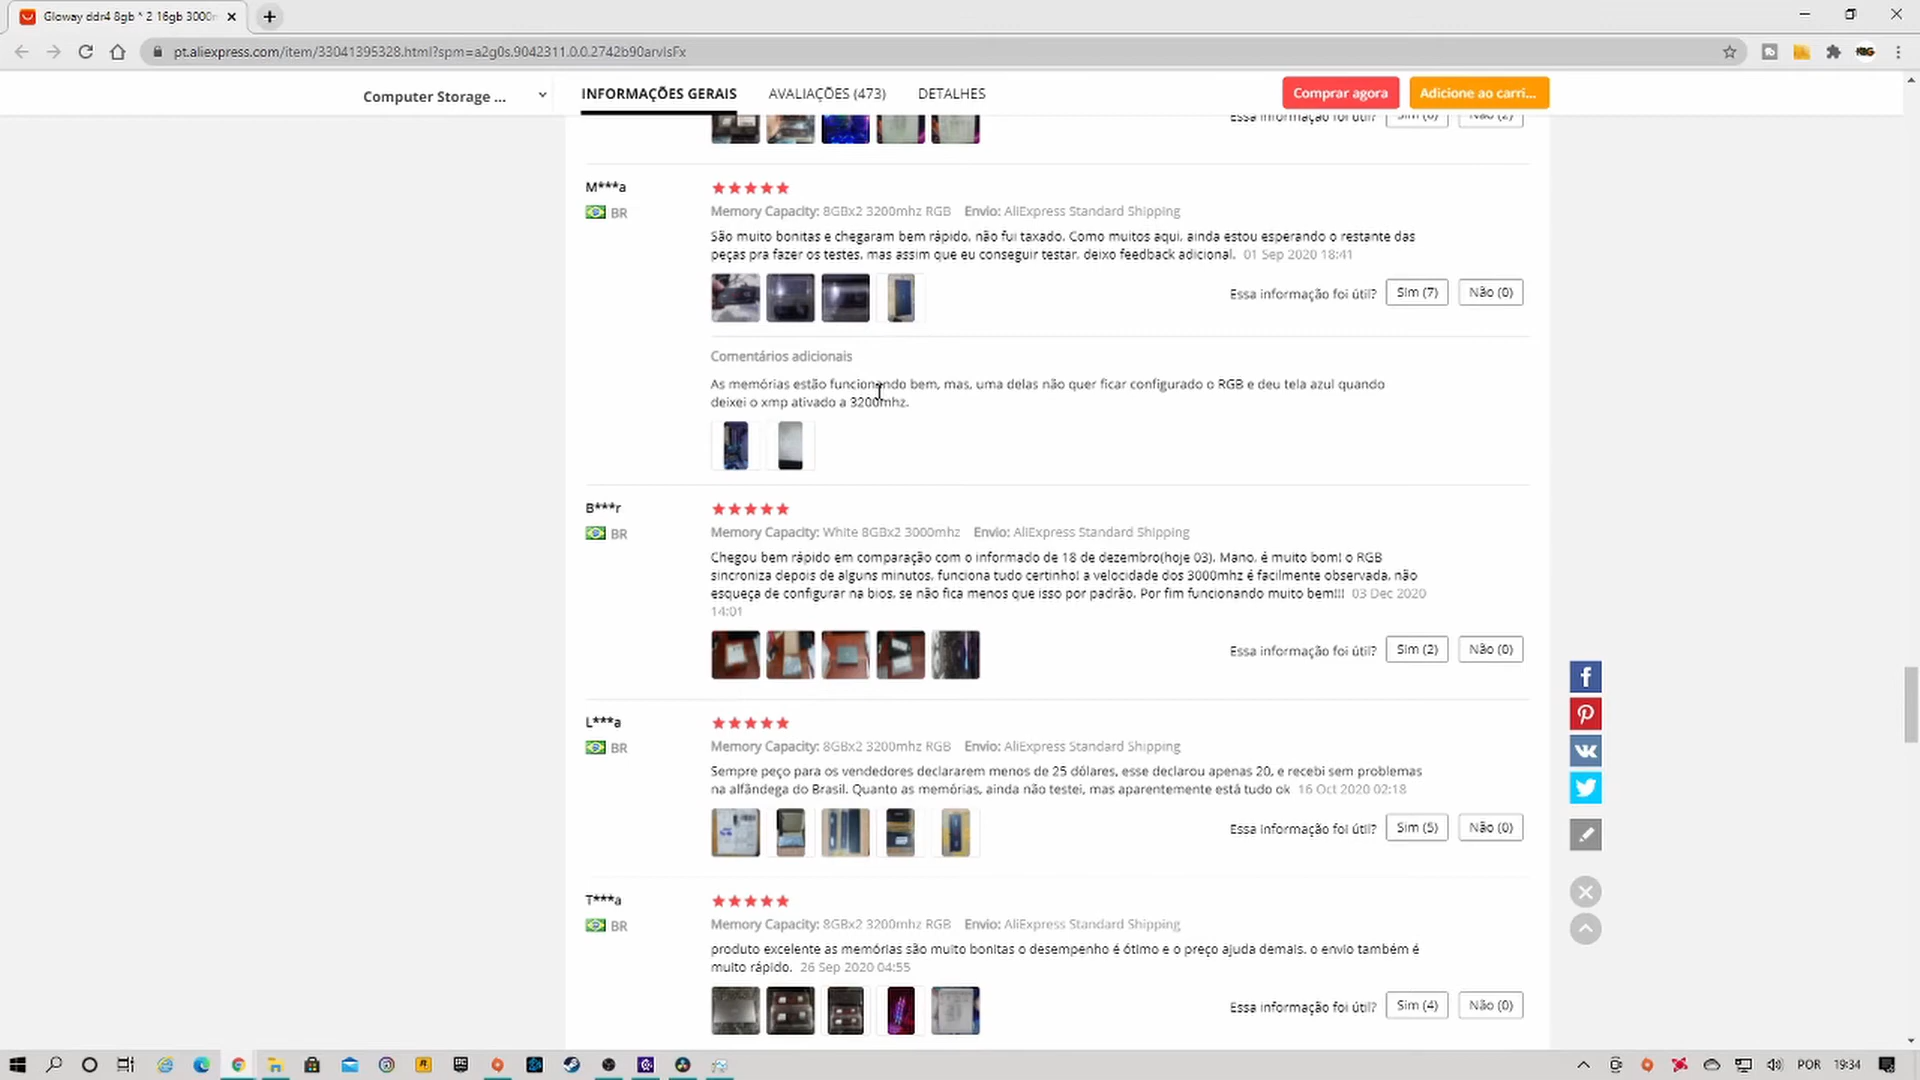 Gloway ddr4 8gb * 2 16gb 3000m
pt.aliexpress.com/item/33041395328.html?spm=a2g0s.9042311.0.0.2742b90arvIsFx
Computer Storage ...
INFORMAÇÕES GERAIS
AVALIAÇÕES (473)
DETALHES
Comprar agora
Adicione ao carri...
Essa informação foi útil?
Sim (6)
Não (2)
M***a
BR
Memory Capacity: 8GBx2 3200mhz RGB Envio: AliExpress Standard Shipping
São muito bonitas e chegaram bem rápido, não fui taxado. Como muitos aqui, ainda estou esperando o restante das
peças pra fazer os testes, mas assim que eu conseguir testar, deixo feedback adicional. 01 Sep 2020 18:41
Essa informação foi útil? Sim (7) Não (0)
Comentários adicionais
As memórias estão funcionando bem, mas, uma delas não quer ficar configurado o RGB e deu tela azul quando
deixei o xmp ativado a 3200mhz.
B***r
BR
Memory Capacity: White 8GBx2 3000mhz Envio: AliExpress Standard Shipping
Chegou bem rápido em comparação com o informado de 18 de dezembro(hoje 03). Mano, é muito bom! o RGB
sincroniza depois de alguns minutos, funciona tudo certinho! a velocidade dos 3000mhz é facilmente observada, não
esqueça de configurar na bios, se não fica menos que isso por padrão. Por fim funcionando muito bem!!! 03 Dec 2020
14:01
Essa informação foi útil? Sim (2) Não (0)
L***a
BR
Memory Capacity: 8GBx2 3200mhz RGB Envio: AliExpress Standard Shipping
Sempre peço para os vendedores declararem menos de 25 dólares, esse declarou apenas 20, e recebi sem problemas
na alfândega do Brasil. Quanto as memórias, ainda não testei, mas aparentemente está tudo ok 16 Oct 2020 02:18
Essa informação foi útil? Sim (5) Não (0)
T***a
BR
Memory Capacity: 8GBx2 3200mhz RGB Envio: AliExpress Standard Shipping
produto excelente as memórias são muito bonitas o desempenho é ótimo e o preço ajuda demais. o envio também é
muito rápido. 26 Sep 2020 04:55
Essa informação foi útil? Sim (4) Não (0)
POR 19:34